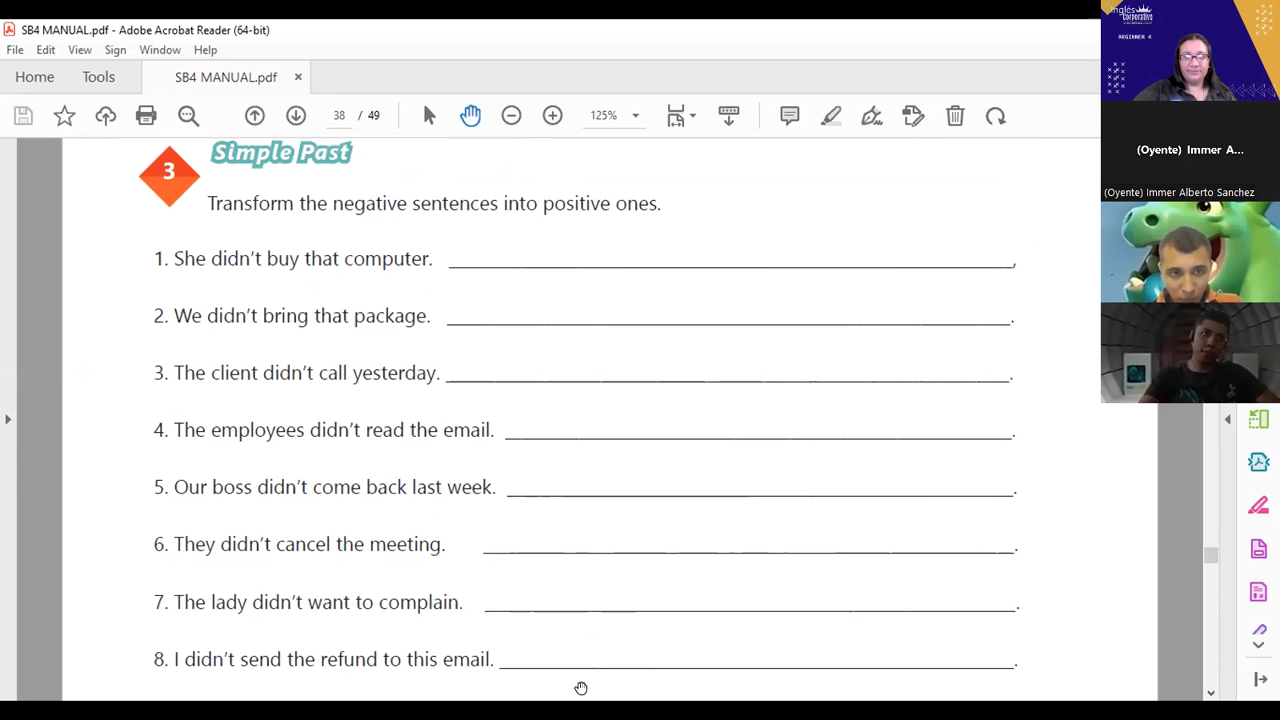 SB4 MANUAL.pdf - Adobe Acrobat Reader (64-bit)
File Edit View Sign Window Help
Home Tools SB4 MANUAL.pdf ×
38 / 49 125%
3
Simple Past
Transform the negative sentences into positive ones.
1. She didn't buy that computer. ,
2. We didn't bring that package. .
3. The client didn't call yesterday. .
4. The employees didn't read the email. .
5. Our boss didn't come back last week. .
6. They didn't cancel the meeting. .
7. The lady didn't want to complain. .
8. I didn't send the refund to this email. .
Inglés
Corporativo
BEGINNER 4
(Oyente) Immer A...
(Oyente) Immer Alberto Sanchez